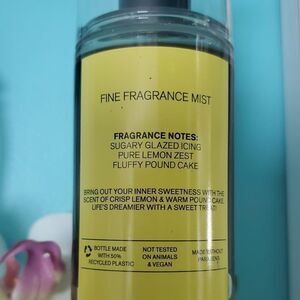 FINE FRAGRANCE MIST
FRAGRANCE NOTES:
SUGARY GLAZED ICING
PURE LEMON ZEST
FLUFFY POUND CAKE
BRING OUT YOUR INNER SWEETNESS WITH THE
SCENT OF CRISP LEMON & WARM POUND CAKE.
LIFE'S DREAMIER WITH A SWEET TREAT!
BOTTLE MADE
WITH 50%
RECYCLED PLASTIC
NOT TESTED
ON ANIMALS
& VEGAN
MADE WITHOUT
PARABENS